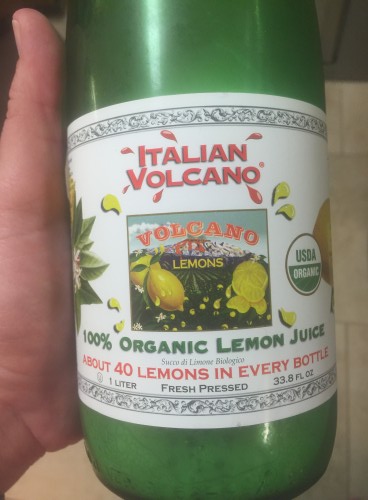 ITALIAN
VOLCANO®
VOLCANO
LEMONS
USDA
ORGANIC
100% ORGANIC LEMON JUICE
Succo di Limone Biologico
ABOUT 40 LEMONS IN EVERY BOTTLE
1 LITER FRESH PRESSED 33.8 FL OZ